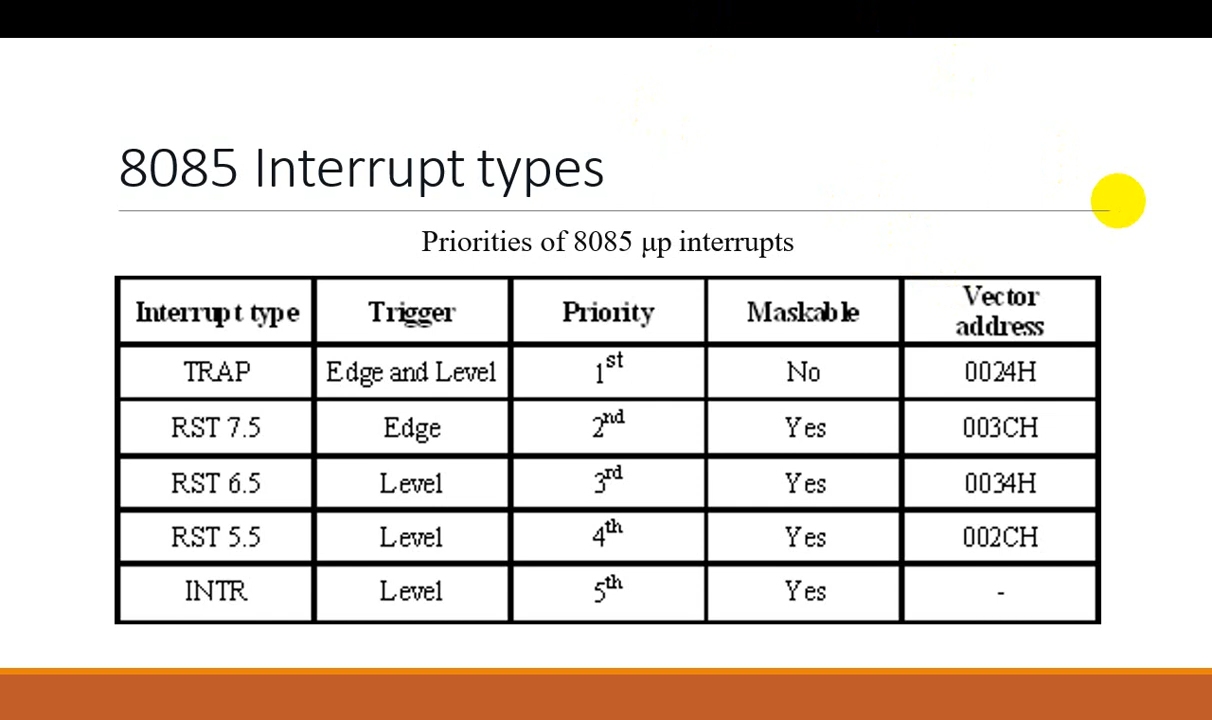 8085 Interrupt types
Priorities of 8085 μp interrupts
Interrupt type Trigger Priority Maskable Vector address
TRAP Edge and Level 1st No 0024H
RST 7.5 Edge 2nd Yes 003CH
RST 6.5 Level 3rd Yes 0034H
RST 5.5 Level 4th Yes 002CH
INTR Level 5th Yes -